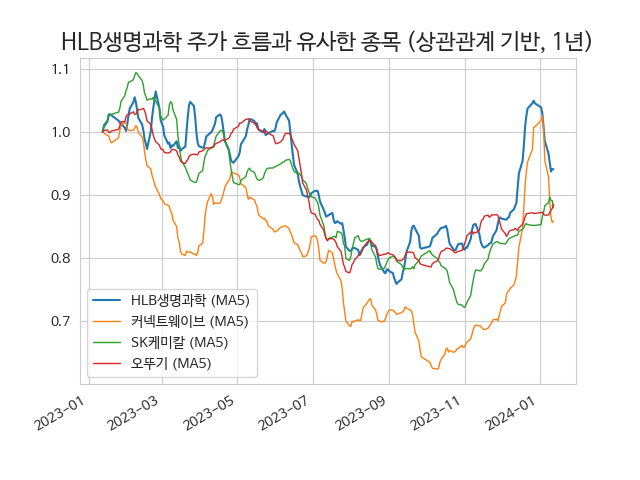 HLB생명과학 주가 흐름과 유사한 종목 (상관관계 기반, 1년)
1.1
1.0
0.9
0.8
0.7
HLB생명과학 (MA5)
커넥트웨이브 (MA5)
SK케미칼 (MA5)
오뚜기 (MA5)
2023-01
2023-03
2023-05
2023-07
2023-09
2023-11
2024-01